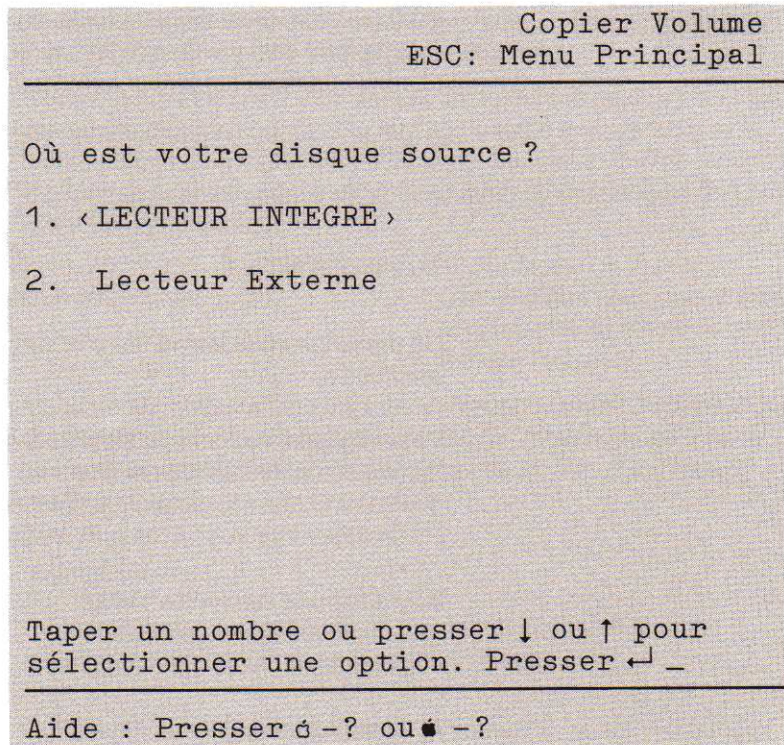 Copier Volume
ESC: Menu Principal
Où est votre disque source ?
1. ‹LECTEUR INTEGRE›
2. Lecteur Externe
Taper un nombre ou presser ↓ ou ↑ pour
sélectionner une option. Presser ↵ _
Aide : Presser -? ou -?